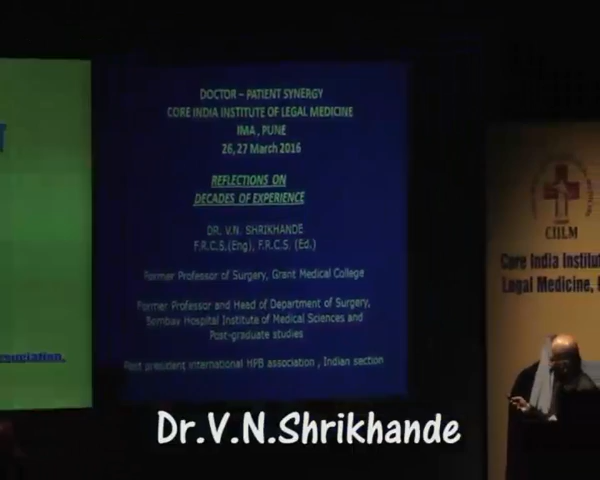 DOCTOR – PATIENT SYNERGY
CORE INDIA INSTITUTE OF LEGAL MEDICINE
IMA , PUNE
26, 27 March 2016
REFLECTIONS ON
DECADES OF EXPERIENCE
DR. V.N. SHRIKHANDE
F.R.C.S.(Eng), F.R.C.S. (Ed.)
Former Professor of Surgery, Grant Medical College
Former Professor and Head of Department of Surgery,
Bombay Hospital Institute of Medical Sciences and
Post-graduate studies
Past president international HPB association , Indian section
CIILM
Core India Institu
Legal Medicine,
Dr.V.N.Shrikhande